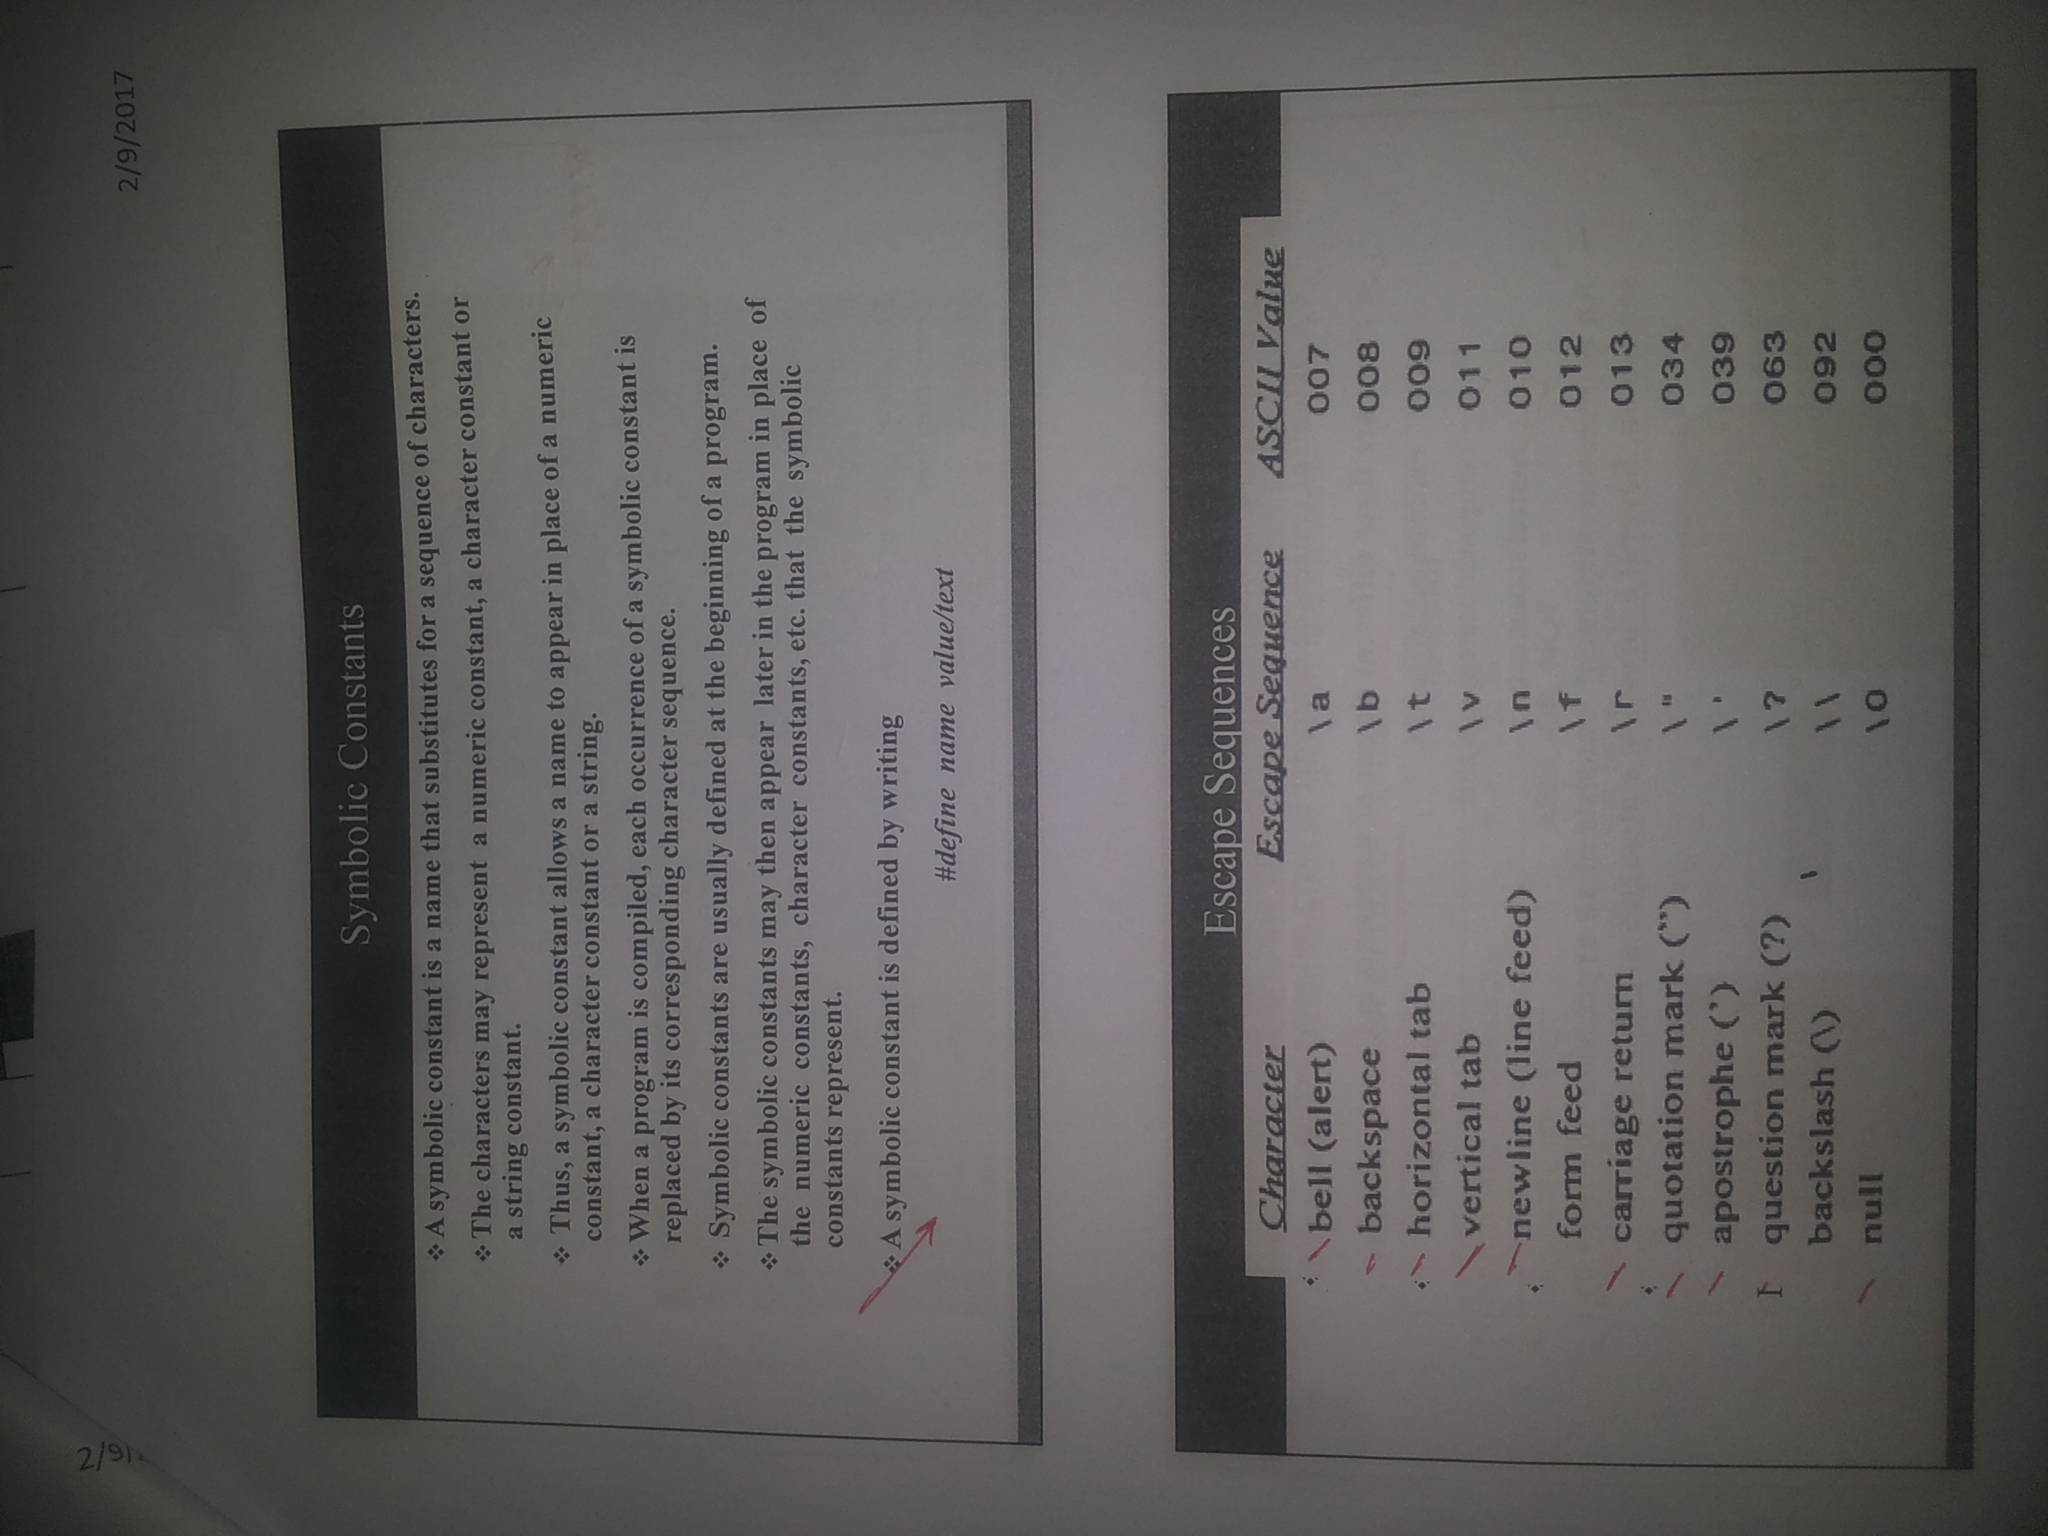 2/9/
2/9/2017
Symbolic Constants
❖ A symbolic constant is a name that substitutes for a sequence of characters.
❖ The characters may represent a numeric constant, a character constant or
a string constant.
❖ Thus, a symbolic constant allows a name to appear in place of a numeric
constant, a character constant or a string.
❖ When a program is compiled, each occurrence of a symbolic constant is
replaced by its corresponding character sequence.
❖ Symbolic constants are usually defined at the beginning of a program.
❖ The symbolic constants may then appear later in the program in place of
the numeric constants, character constants, etc. that the symbolic
constants represent.
❖ A symbolic constant is defined by writing
#define name value/text
Escape Sequences
Character Escape Sequence ASCII Value
bell (alert) \a 007
backspace \b 008
horizontal tab \t 009
vertical tab \v 011
newline (line feed) \n 010
form feed \f 012
carriage return \r 013
quotation mark (”) \" 034
apostrophe (’) \' 039
question mark (?) \? 063
backslash (\) \\ 092
null \0 000